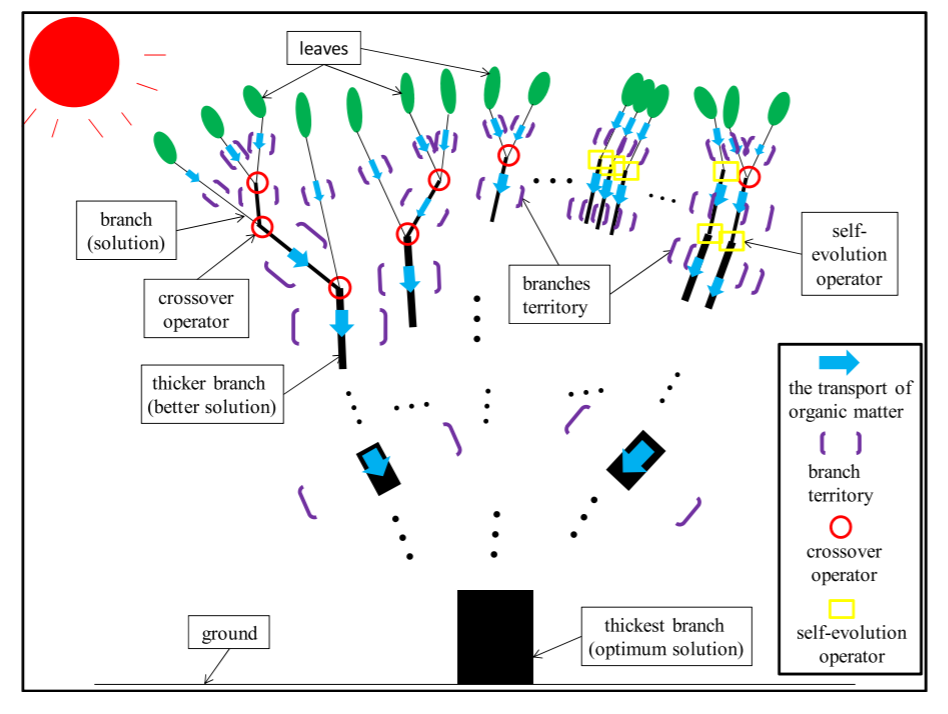 leaves
branch
(solution)
crossover
operator
thicker branch
(better solution)
branches
territory
self-
evolution
operator
the transport of
organic matter
branch
territory
crossover
operator
self-evolution
operator
ground
thickest branch
(optimum solution)